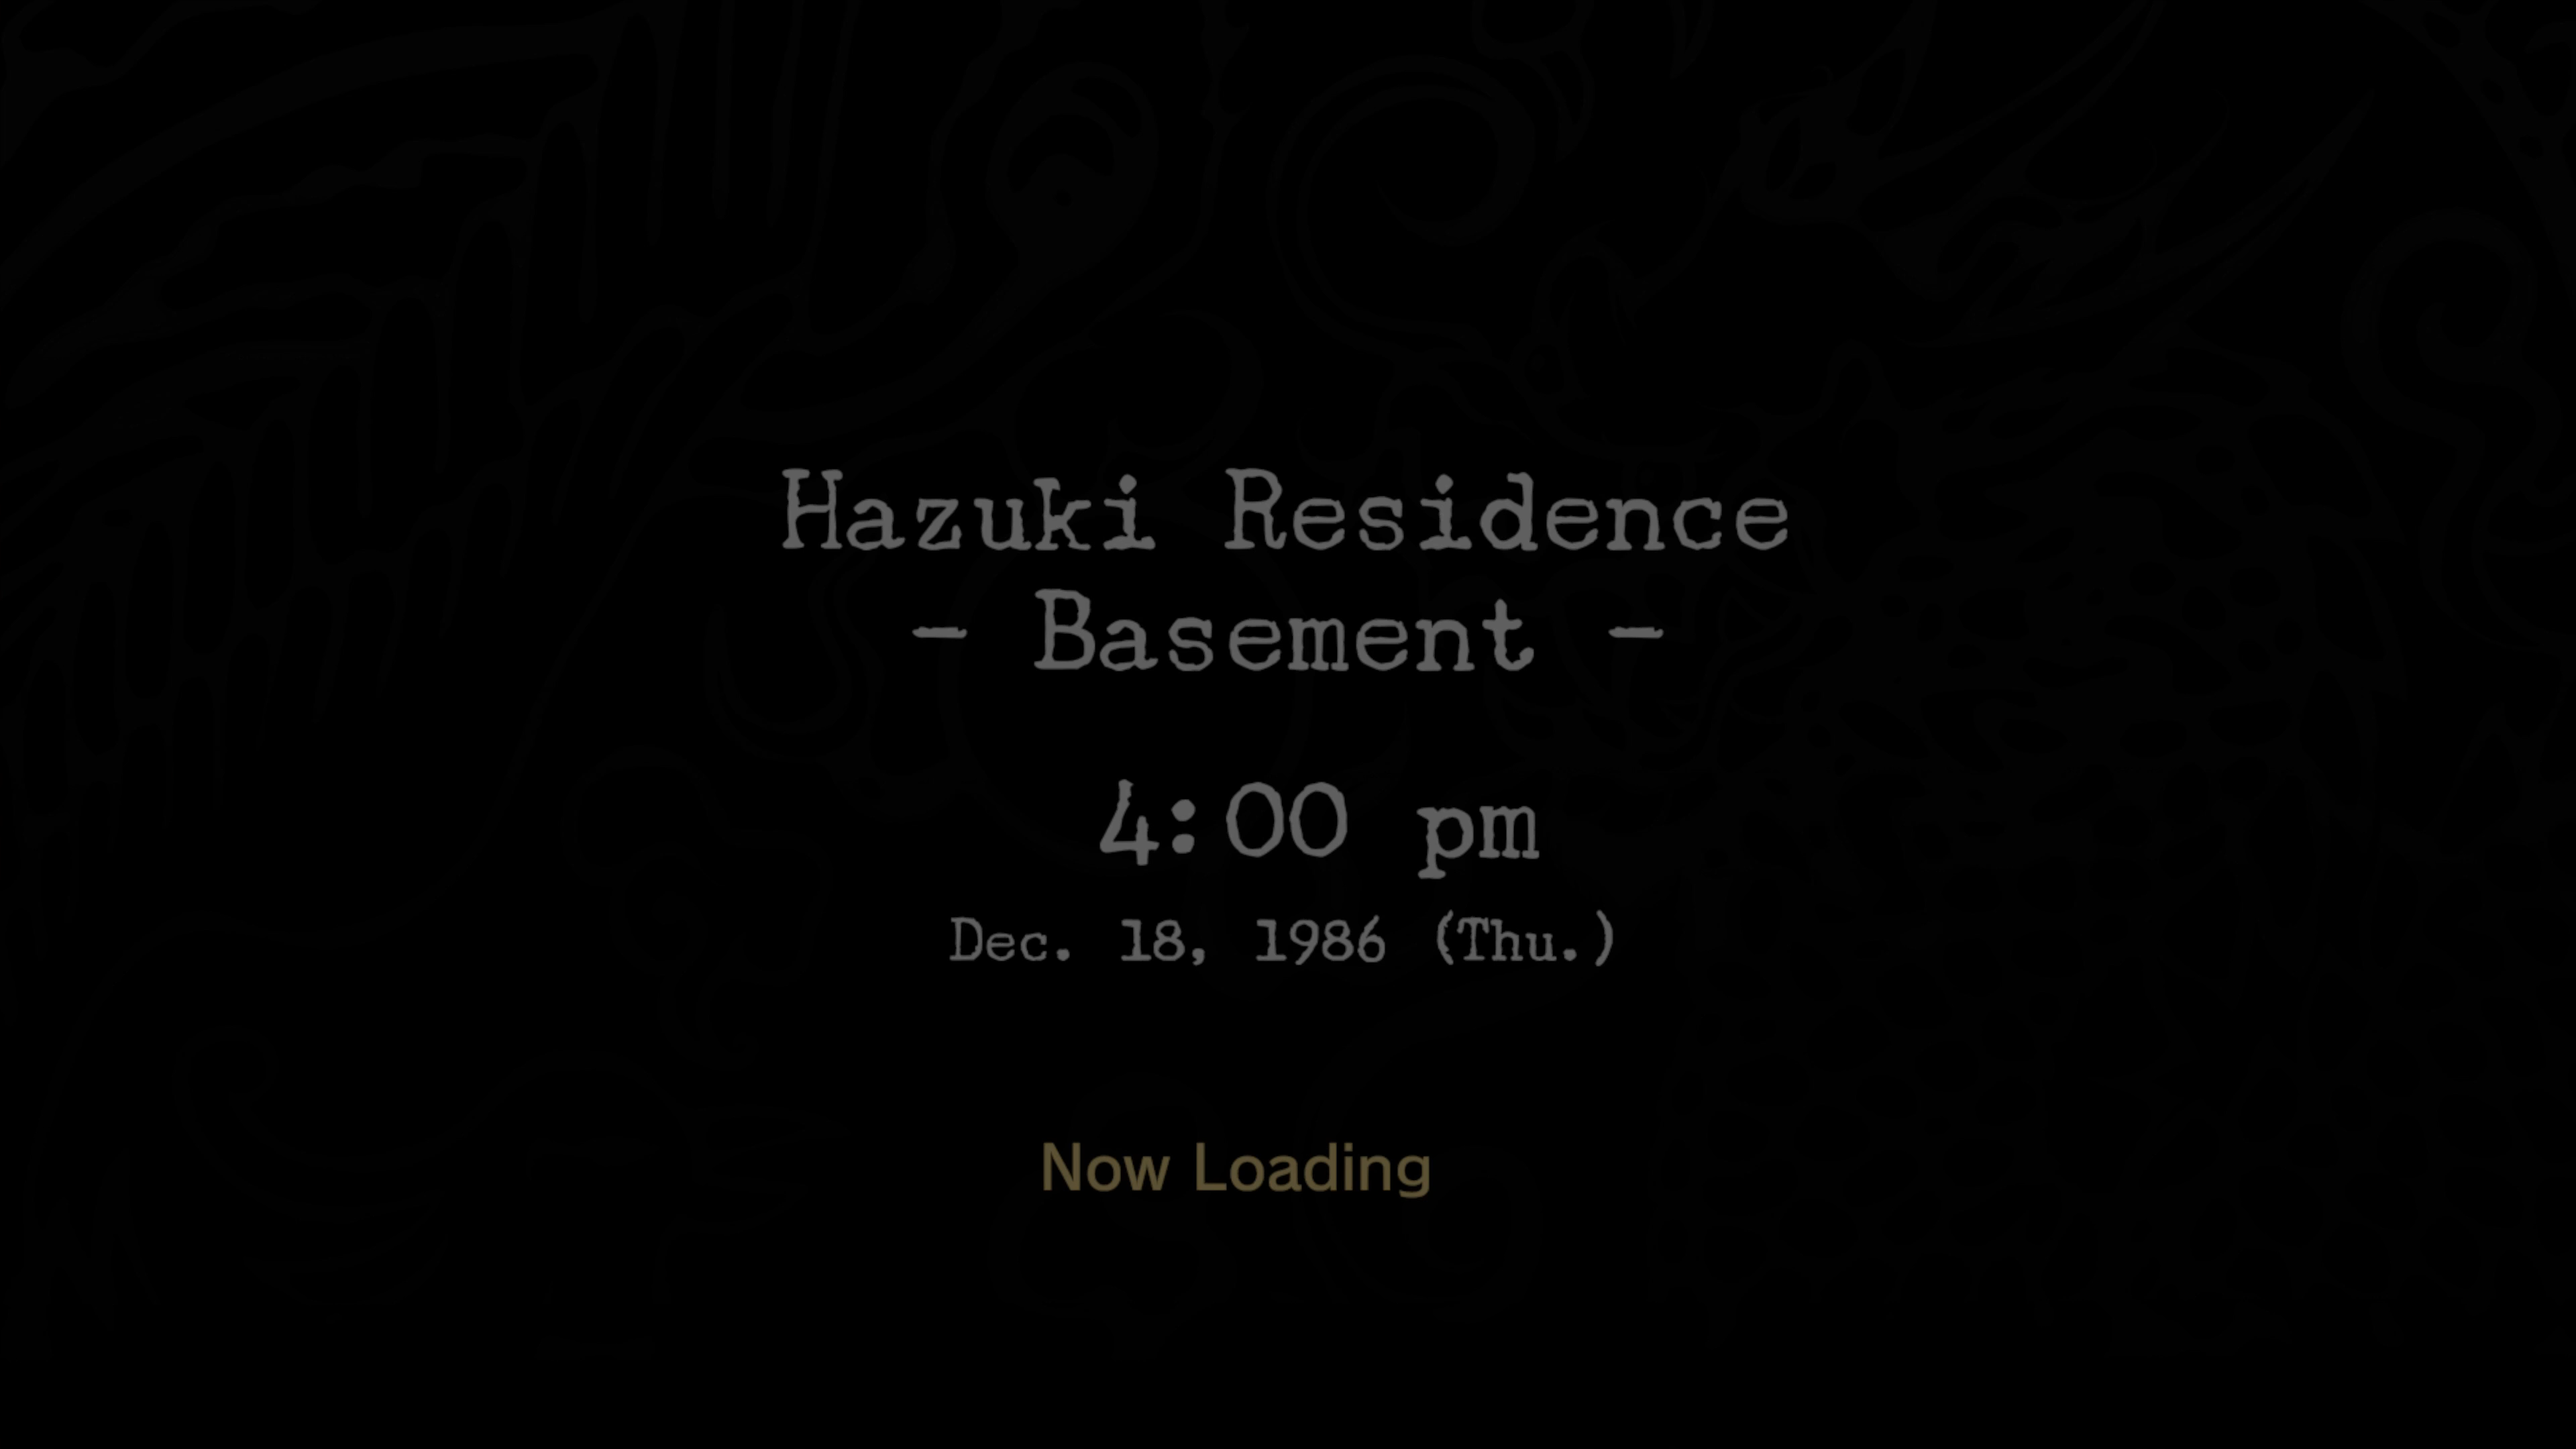 Hazuki Residence
- Basement -
4:00 pm
Dec. 18, 1986 (Thu.)
Now Loading